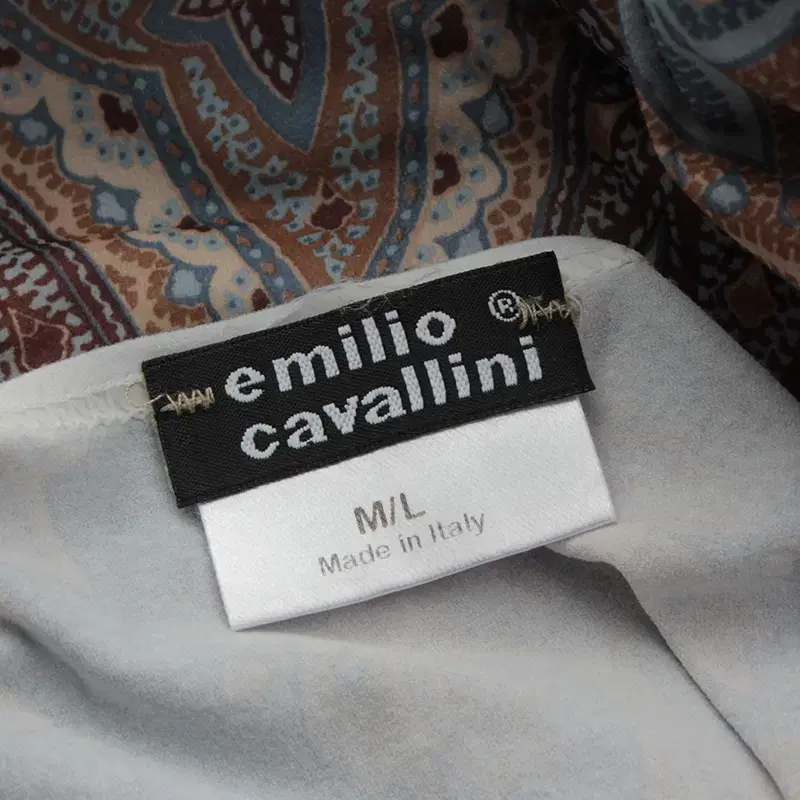 emilio ®
cavallini
M/L
Made in Italy